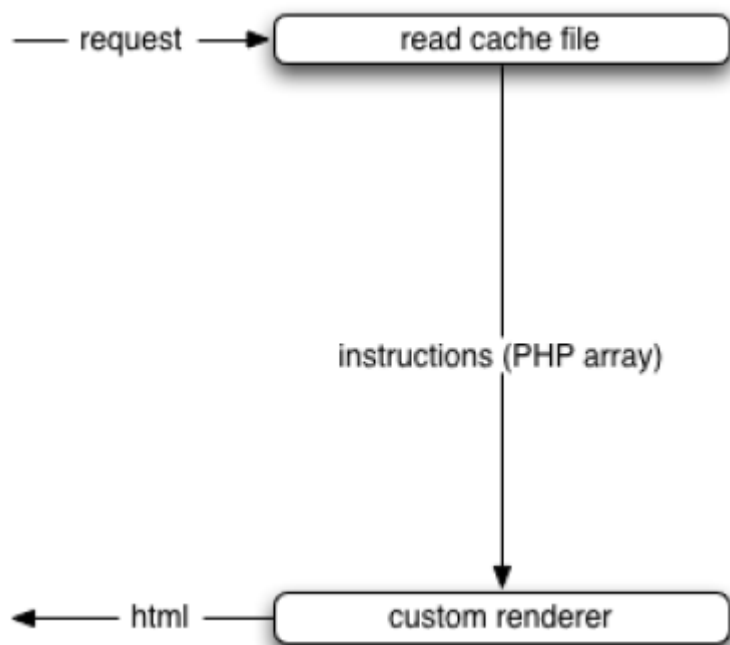 request
read cache file
instructions (PHP array)
html
custom renderer